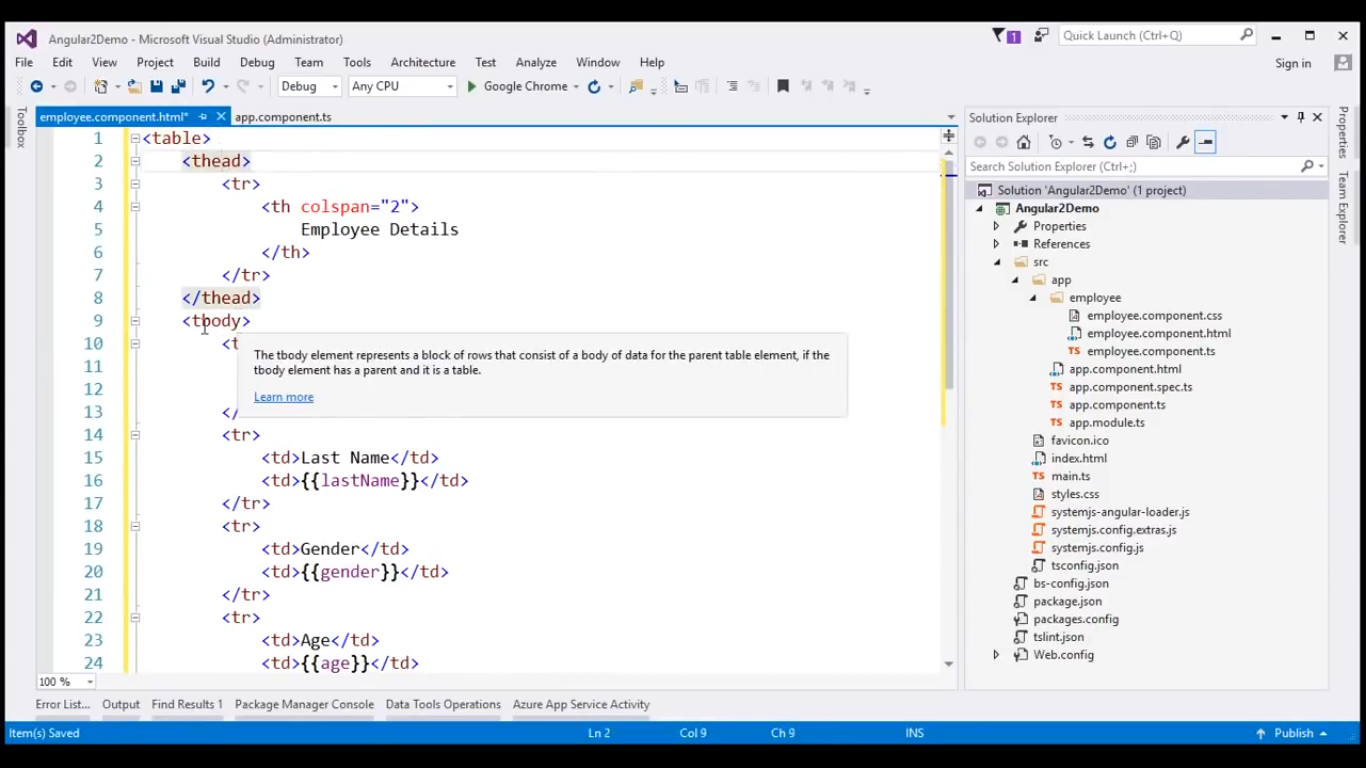 Angular2Demo - Microsoft Visual Studio (Administrator)
1
Quick Launch (Ctrl+Q)
File Edit View Project Build Debug Team Tools Architecture Test Analyze Window Help
Sign in
Debug Any CPU Google Chrome
Toolbox
employee.component.html* app.component.ts
1 <table>
2 <thead>
3 <tr>
4 <th colspan="2">
5 Employee Details
6 </th>
7 </tr>
8 </thead>
9 <tbody>
10 <t
The tbody element represents a block of rows that consist of a body of data for the parent table element, if the
11
tbody element has a parent and it is a table.
12
Learn more
13 </
14 <tr>
15 <td>Last Name</td>
16 <td>{{lastName}}</td>
17 </tr>
18 <tr>
19 <td>Gender</td>
20 <td>{{gender}}</td>
21 </tr>
22 <tr>
23 <td>Age</td>
24 <td>{{age}}</td>
100 %
Solution Explorer
Search Solution Explorer (Ctrl+;)
Solution 'Angular2Demo' (1 project)
Angular2Demo
Properties
References
src
app
employee
employee.component.css
employee.component.html
TS employee.component.ts
app.component.html
TS app.component.spec.ts
TS app.component.ts
TS app.module.ts
favicon.ico
index.html
TS main.ts
styles.css
systemjs-angular-loader.js
systemjs.config.extras.js
systemjs.config.js
tsconfig.json
bs-config.json
package.json
packages.config
tslint.json
Web.config
Properties
Team Explorer
Error List... Output Find Results 1 Package Manager Console Data Tools Operations Azure App Service Activity
Item(s) Saved Ln 2 Col 9 Ch 9 INS Publish